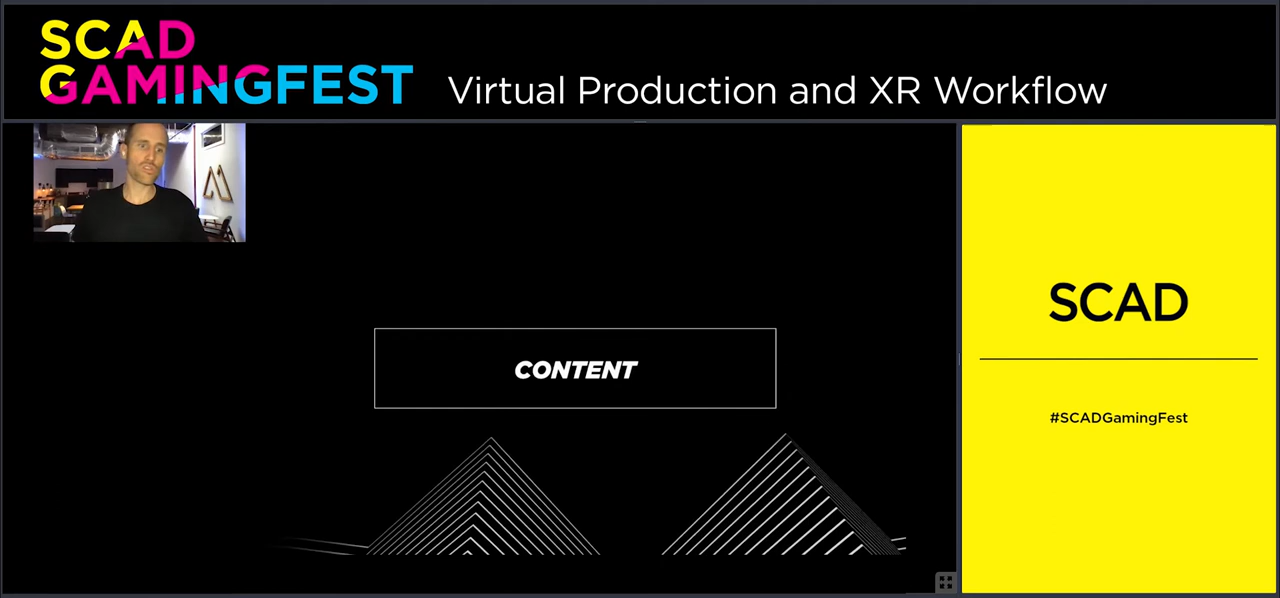 SCAD
GAMINGFEST
Virtual Production and XR Workflow
CONTENT
SCAD
#SCADGamingFest